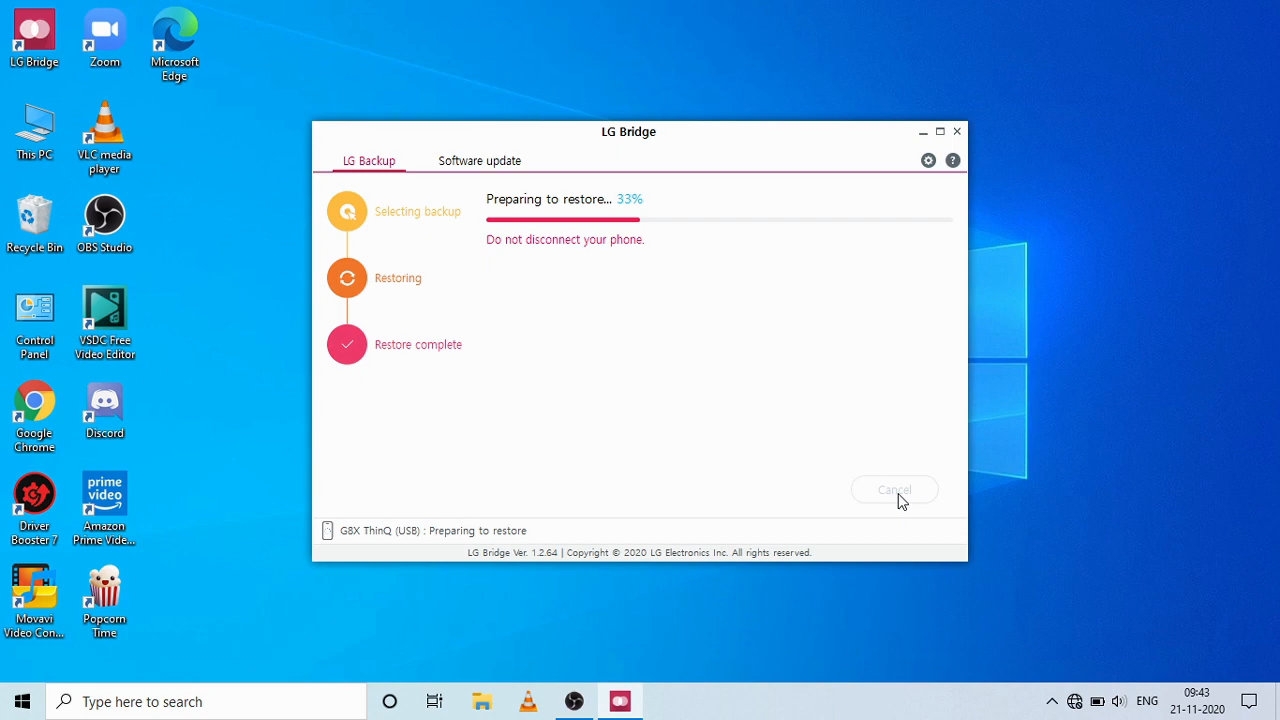 LG Bridge
Zoom
Microsoft
Edge
This PC
VLC media
player
Recycle Bin
OBS Studio
Control
Panel
VSDC Free
Video Editor
Google
Chrome
Discord
Driver
Booster 7
prime
video
Amazon
Prime Vide...
Movavi
Video Con...
Popcorn
Time
LG Bridge
LG Backup
Software update
?
Selecting backup
Restoring
Restore complete
Preparing to restore... 33%
Do not disconnect your phone.
Cancel
G8X ThinQ (USB) : Preparing to restore
LG Bridge Ver. 1.2.64 | Copyright © 2020 LG Electronics Inc. All rights reserved.
Type here to search
ENG
09:43
21-11-2020